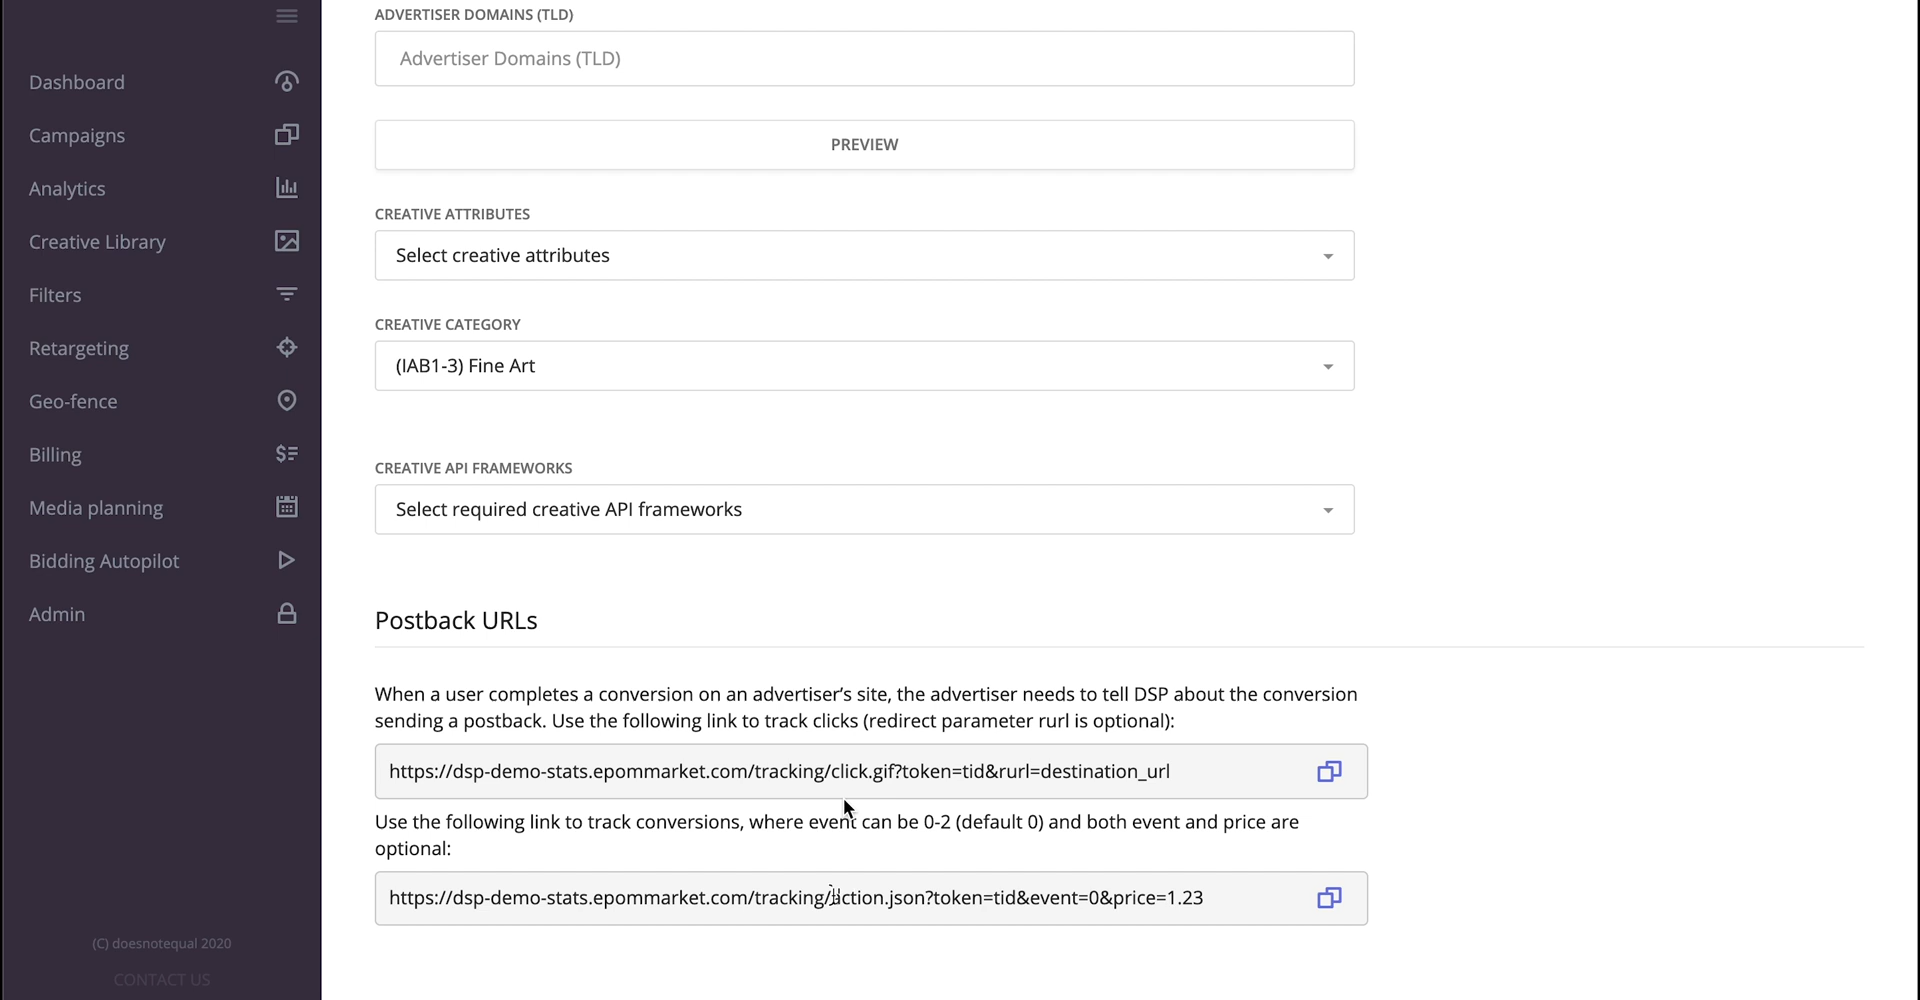 Dashboard
Campaigns
Analytics
Creative Library
Filters
Retargeting
Geo-fence
Billing
Media planning
Bidding Autopilot
Admin
(C) doesnotequal 2020
CONTACT US
ADVERTISER DOMAINS (TLD)
Advertiser Domains (TLD)
PREVIEW
CREATIVE ATTRIBUTES
Select creative attributes
CREATIVE CATEGORY
(IAB1-3) Fine Art
CREATIVE API FRAMEWORKS
Select required creative API frameworks
Postback URLs
When a user completes a conversion on an advertiser’s site, the advertiser needs to tell DSP about the conversion
sending a postback. Use the following link to track clicks (redirect parameter rurl is optional):
https://dsp-demo-stats.epommarket.com/tracking/click.gif?token=tid&rurl=destination_url
Use the following link to track conversions, where event can be 0-2 (default 0) and both event and price are
optional:
https://dsp-demo-stats.epommarket.com/tracking/action.json?token=tid&event=0&price=1.23